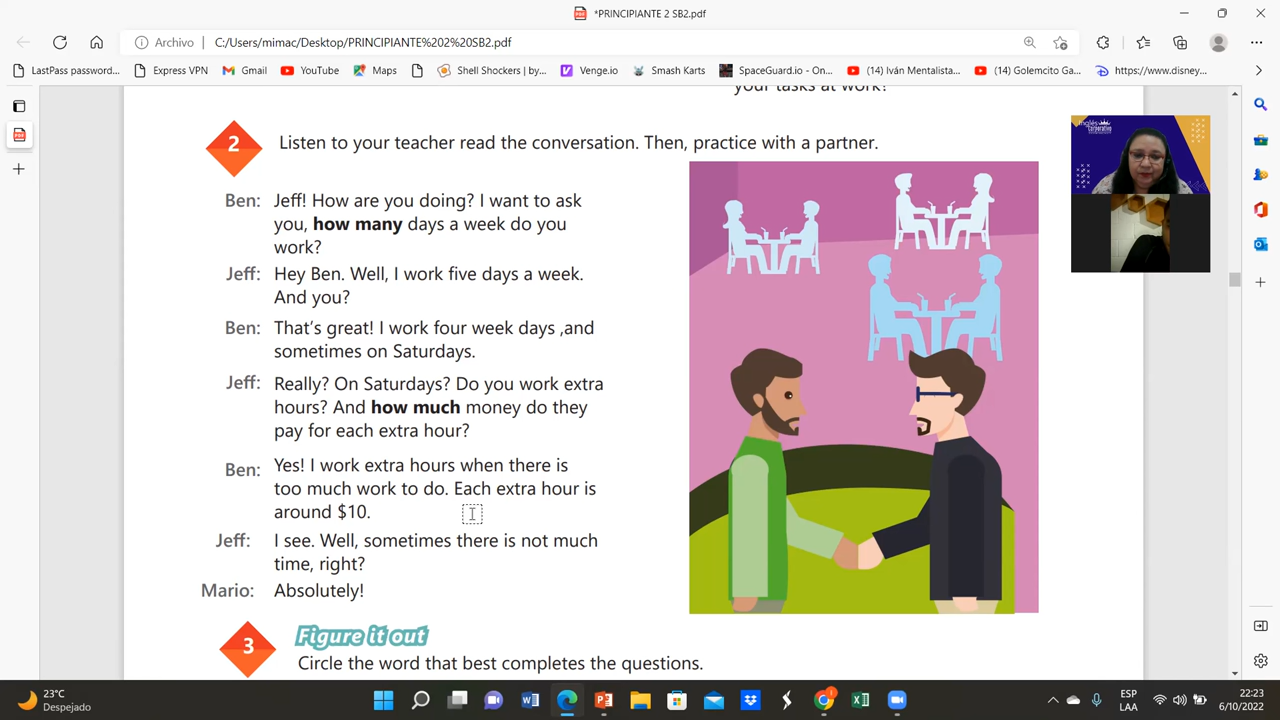 *PRINCIPIANTE 2 SB2.pdf
Archivo
C:/Users/mimac/Desktop/PRINCIPIANTE%202%20SB2.pdf
LastPass password...
Express VPN
Gmail
YouTube
Maps
Shell Shockers | by...
Venge.io
Smash Karts
SpaceGuard.io - On...
(14) Iván Mentalista...
(14) Golemcito Ga...
https://www.disney...
your tasks at work?
2
Listen to your teacher read the conversation. Then, practice with a partner.
Ben: Jeff! How are you doing? I want to ask
you, how many days a week do you
work?
Jeff: Hey Ben. Well, I work five days a week.
And you?
Ben: That's great! I work four week days ,and
sometimes on Saturdays.
Jeff: Really? On Saturdays? Do you work extra
hours? And how much money do they
pay for each extra hour?
Ben: Yes! I work extra hours when there is
too much work to do. Each extra hour is
around $10.
Jeff: I see. Well, sometimes there is not much
time, right?
Mario: Absolutely!
3
Figure it out
Circle the word that best completes the questions.
Inglés
Corporativo
23°C
Despejado
ESP
LAA
22:23
6/10/2022